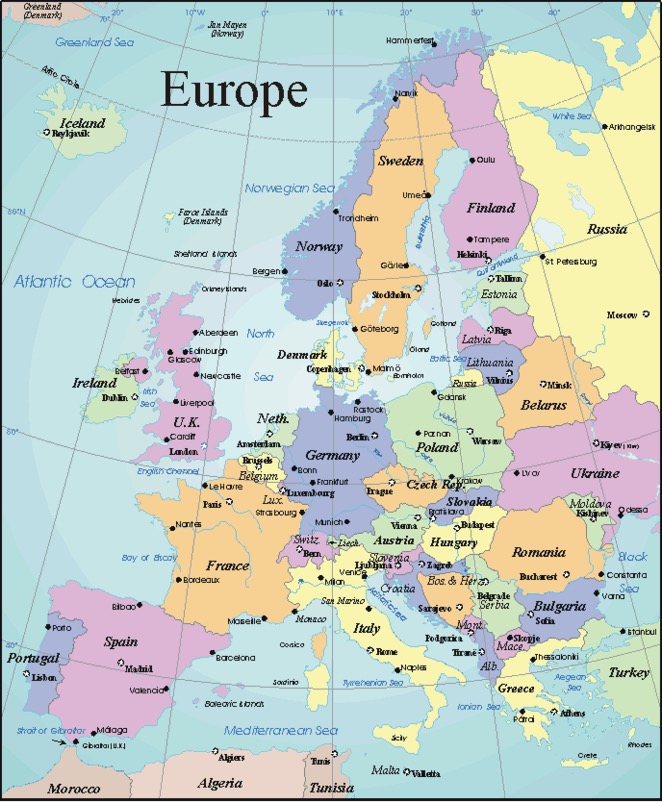 Greenland
(Denmark)
Jan Mayen
(Norway)
70°
20°
10°
0°
10°E
20°
30°
40°
Greenland Sea
Hammerfest
Arctic Circle
Europe
Narvik
White Sea
Iceland
Reykjavik
Arkhangelsk
Sweden
Oulu
Norwegian Sea
Umeå
Faroe Islands
(Denmark)
Trondheim
Finland
Russia
Norway
Tampere
Shetland Islands
Helsinki
Gulf of Finland
St. Petersburg
Bergen
Gävle
Atlantic Ocean
Oslo
Tallinn
Orkney Islands
Stockholm
Estonia
Hebrides
Moscow
Skagerrak
Göteborg
Gotland
Riga
Aberdeen
North
Latvia
Edinburgh
Glasgow
Denmark
Öland
Baltic Sea
Lithuania
Belfast
Newcastle
Sea
Copenhagen
Malmö
Bornholm
Vilnius
Ireland
Russia
Minsk
Dublin
Irish
Sea
Liverpool
Rostock
Gdansk
Belarus
Hamburg
U.K.
Neth.
Cardiff
Berlin
Poznan
Warsaw
London
Amsterdam
Poland
Kiyev (Kiev)
Germany
English Channel
Brussels
Belgium
Bonn
Lvov
Ukraine
Le Havre
Frankfurt
Prague
Krakow
Czech Rep.
Lux.
Luxembourg
Paris
Slovakia
Moldova
Strasbourg
Bratislava
Kishinev
Odessa
Nantes
Munich
Vienna
Budapest
Austria
Hungary
Switz
Bern
Liech.
Bay of Biscay
France
Slovenia
Romania
Black
Ljubljana
Zagreb
Venice
Milan
Croatia
Bos. & Herz.
Bucharest
Constanta
Bordeaux
Belgrade
Sea
San Marino
Serbia
Bilbao
Monaco
Adriatic Sea
Sarajevo
Varna
Marseille
Bulgaria
Porto
Italy
Mont.
Sofia
Spain
Podgorica
Skopje
Istanbul
Corsica
Mace.
Barcelona
Rome
Tiranë
Thessaloniki
Portugal
Madrid
Naples
Alb.
Turkey
Lisbon
Valencia
Sardinia
Tyrrhenian Sea
Greece
Aegean
Sea
Balearic Islands
Ionian Sea
Pátrai
Athens
Strait of Gibraltar
Málaga
Mediterranean Sea
Sicily
Gibraltar (U.K.)
Rhodes
Algiers
Tunis
Crete
Malta
Valletta
Morocco
Algeria
Tunisia